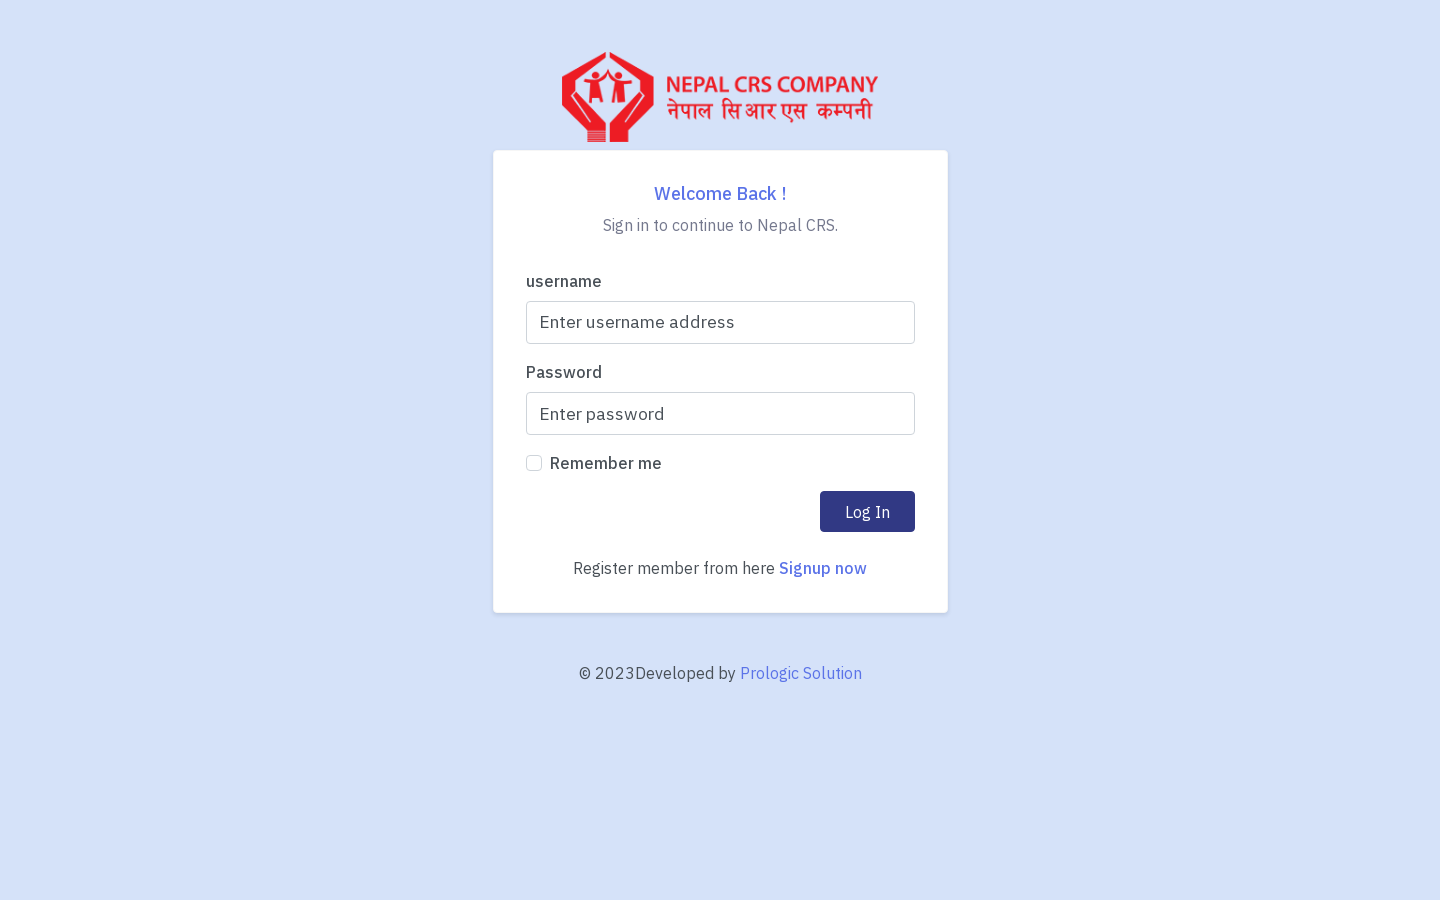 NEPAL CRS COMPANY
नेपाल सि आर एस कम्पनी
Welcome Back !
Sign in to continue to Nepal CRS.
username
Enter username address
Password
Enter password
Remember me
Log In
Register member from here Signup now
© 2023Developed by Prologic Solution